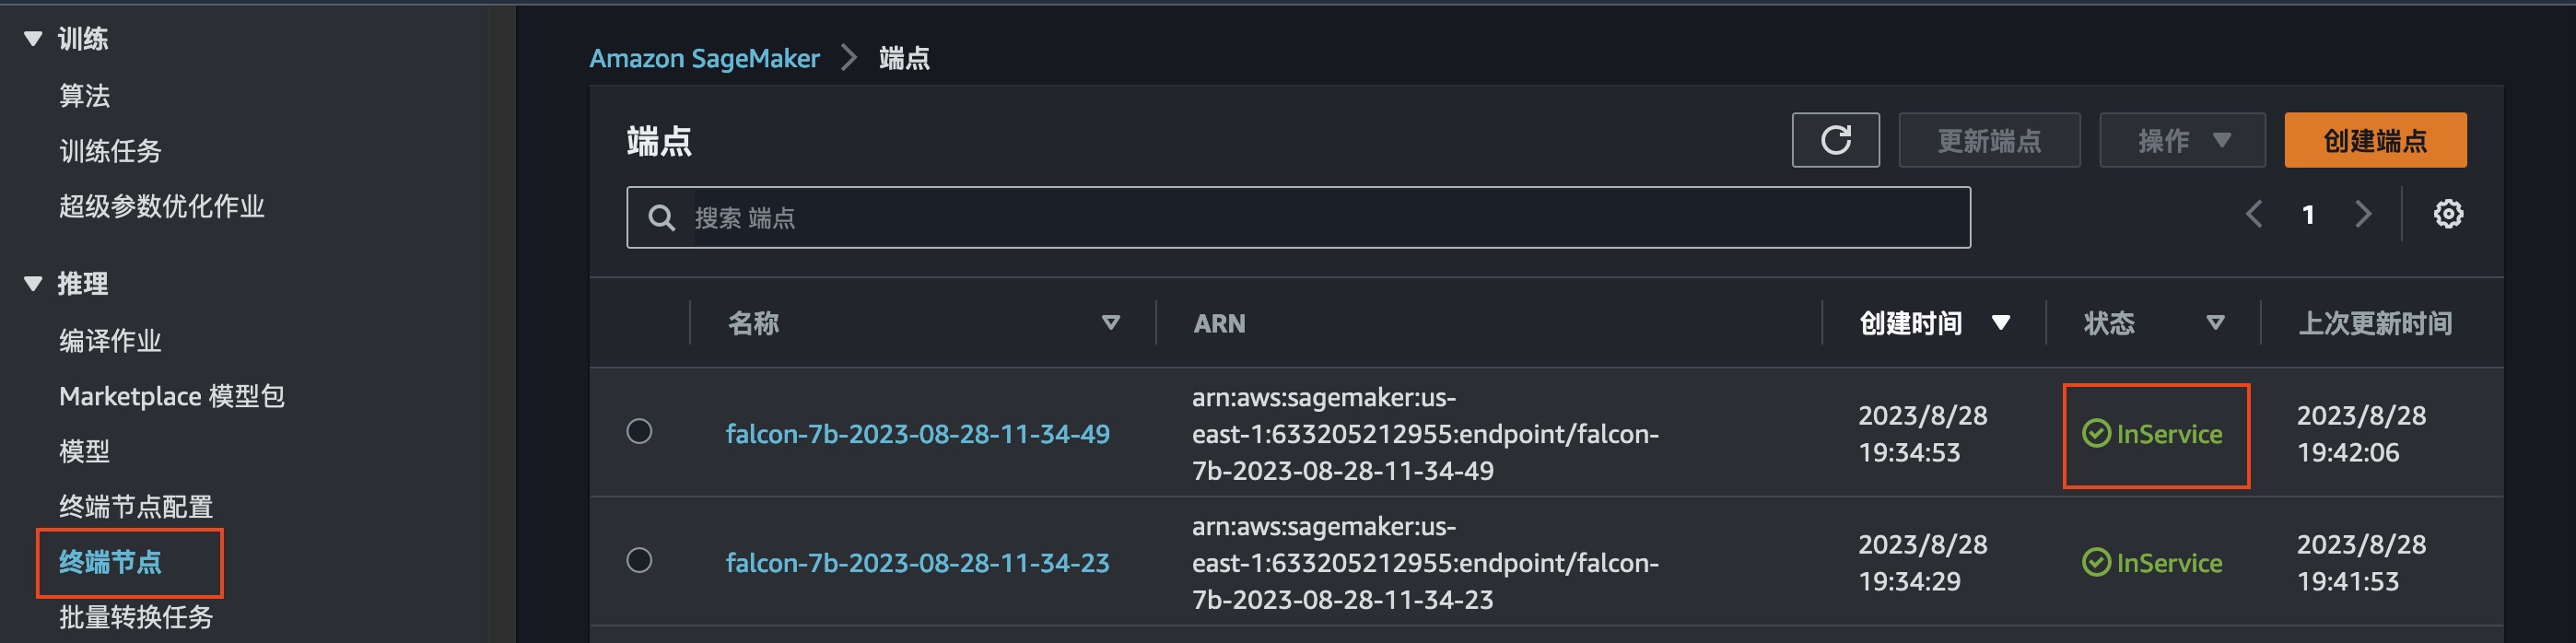 训练
算法
训练任务
超级参数优化作业
推理
编译作业
Marketplace 模型包
模型
终端节点配置
终端节点
批量转换任务
Amazon SageMaker
端点
端点
更新端点
操作
创建端点
搜索 端点
1
名称
ARN
创建时间
状态
上次更新时间
falcon-7b-2023-08-28-11-34-49
arn:aws:sagemaker:us-
east-1:633205212955:endpoint/falcon-
7b-2023-08-28-11-34-49
2023/8/28
19:34:53
InService
2023/8/28
19:42:06
falcon-7b-2023-08-28-11-34-23
arn:aws:sagemaker:us-
east-1:633205212955:endpoint/falcon-
7b-2023-08-28-11-34-23
2023/8/28
19:34:29
InService
2023/8/28
19:41:53